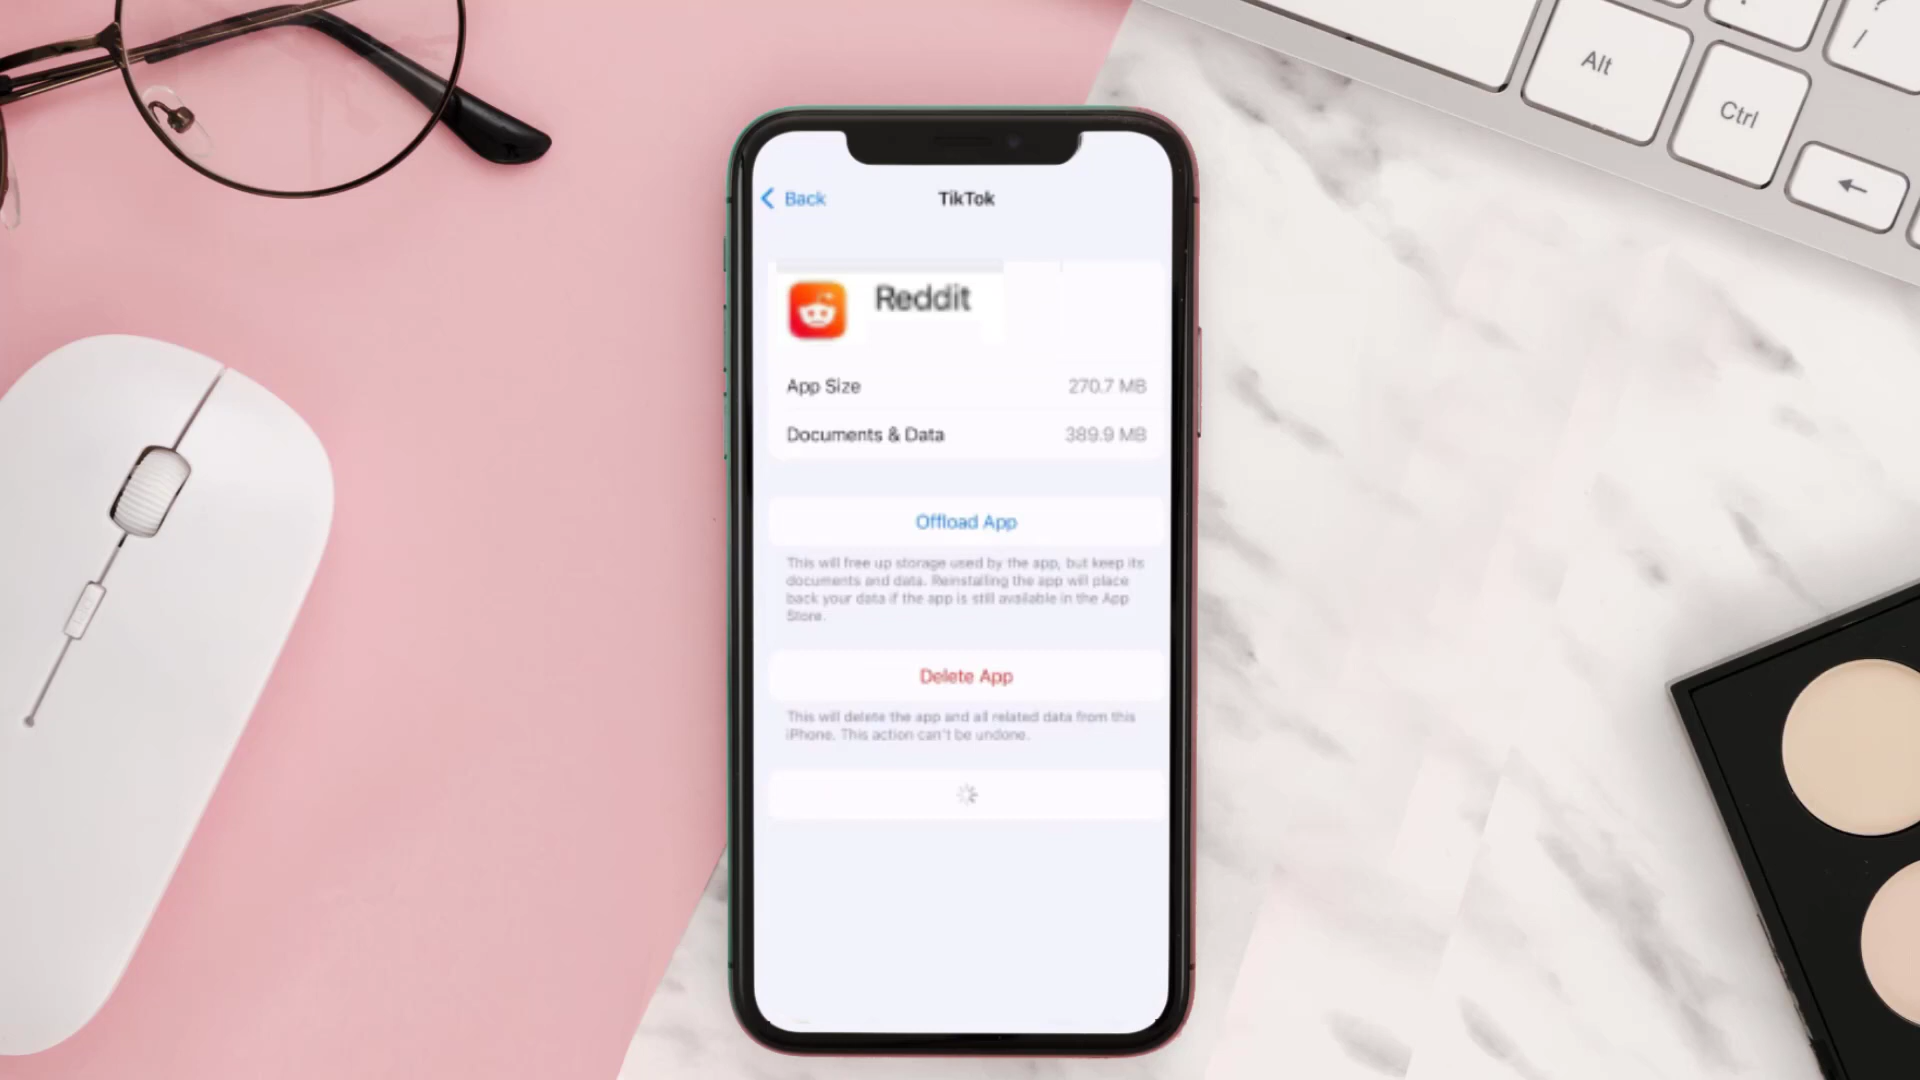 Alt
Ctrl
?
/
←
Back
TikTok
Reddit
App Size 270.7 MB
Documents & Data 389.9 MB
Offload App
This will free up storage used by the app, but keep its
documents and data. Reinstalling the app will place
back your data if the app is still available in the App
Store.
Delete App
This will delete the app and all related data from this
iPhone. This action can't be undone.